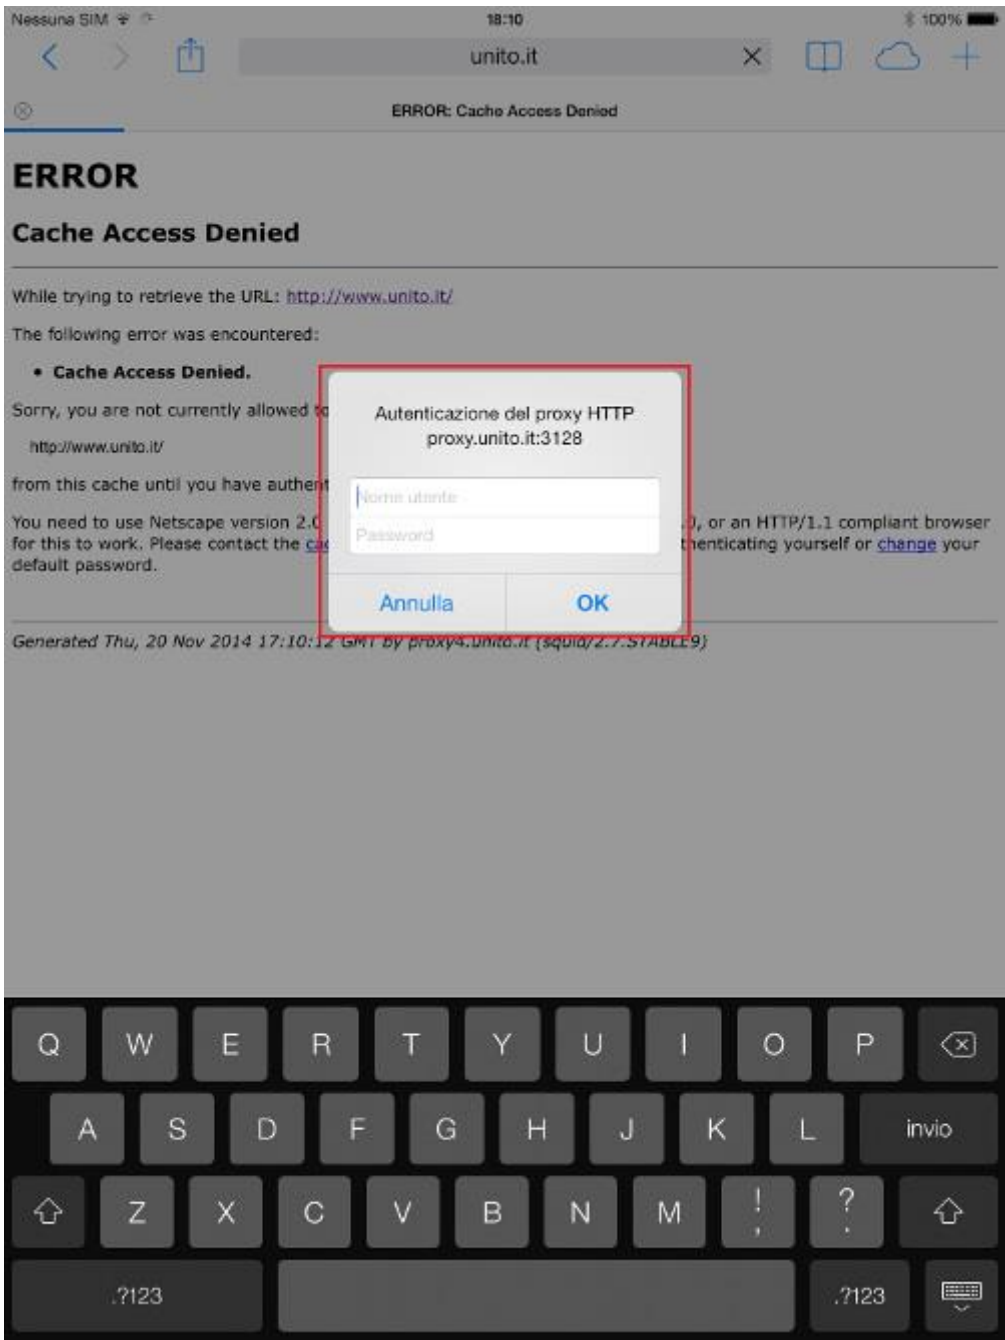 Nessuna SIM
18:10
100%
unito.it
ERROR: Cache Access Denied
ERROR
Cache Access Denied
While trying to retrieve the URL: http://www.unito.it/
The following error was encountered:
• Cache Access Denied.
Sorry, you are not currently allowed to
http://www.unito.it/
from this cache until you have authent
You need to use Netscape version 2.0 , or an HTTP/1.1 compliant browser
for this to work. Please contact the henticating yourself or change your
default password.
Generated Thu, 20 Nov 2014 17:10:12 GMT by proxy4.unito.it (squid/2.7.STABLE9)
Autenticazione del proxy HTTP
proxy.unito.it:3128
Nome utente
Password
Annulla OK
Q W E R T Y U I O P
A S D F G H J K L invio
Z X C V B N M ! , ? .
.?123 .?123